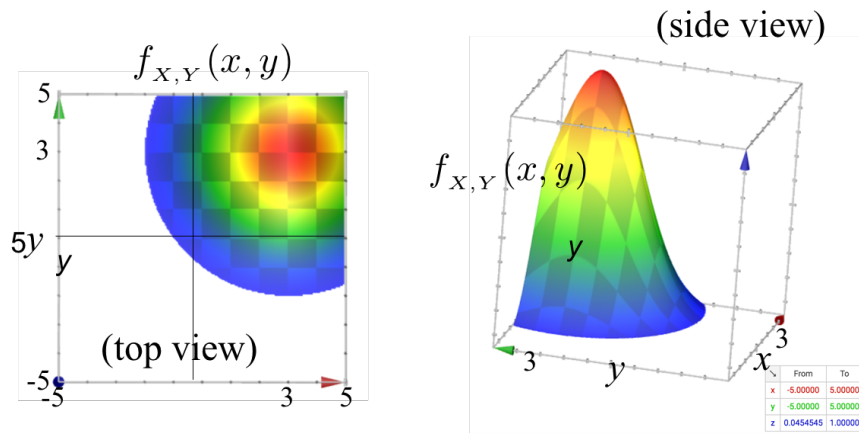 f_{X,Y}(x, y)
5
3
5y
y
(top view)
-5
-5
3
5
(side view)
f_{X,Y}(x, y)
y
3
y
x
3
From To
x -5.00000 5.00000
y -5.00000 5.00000
z 0.0454545 1.00000